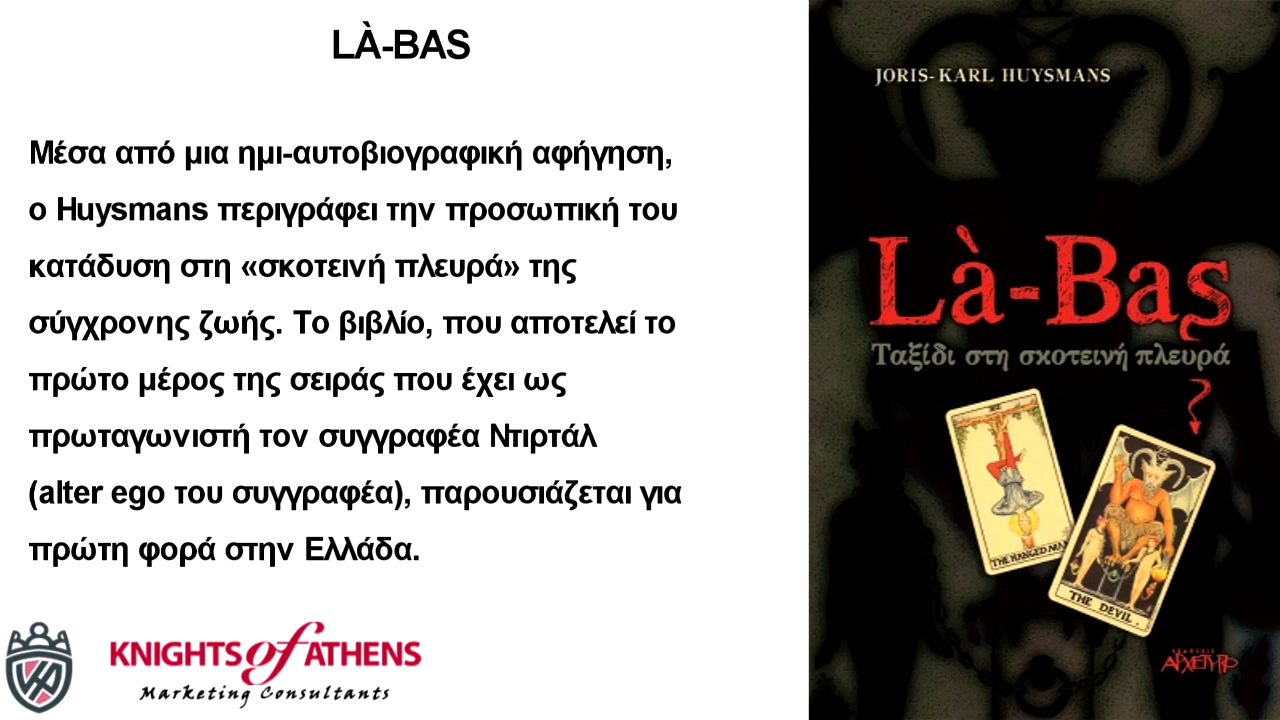 LÀ-BAS
Μέσα από μια ημι-αυτοβιογραφική αφήγηση,
ο Huysmans περιγράφει την προσωπική του
κατάδυση στη «σκοτεινή πλευρά» της
σύγχρονης ζωής. Το βιβλίο, που αποτελεί το
πρώτο μέρος της σειράς που έχει ως
πρωταγωνιστή τον συγγραφέα Ντιρτάλ
(alter ego του συγγραφέα), παρουσιάζεται για
πρώτη φορά στην Ελλάδα.
KNIGHTS of ATHENS
Marketing Consultants
JORIS-KARL HUYSMANS
Là-Bas
Ταξίδι στη σκοτεινή πλευρά
XII
THE HANGED MAN
THE DEVIL.
ΕΚΔΟΣΕΙΣ
ΑΡΧΕΤΥΠΟ